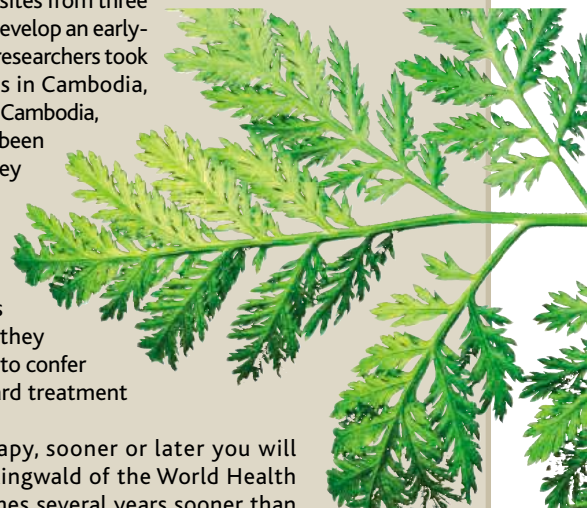 sites from three
evelop an early-
researchers took
s in Cambodia,
Cambodia,
been
ey
s
they
to confer
rd treatment
apy, sooner or later you will
ingwald of the World Health
nes several years sooner than